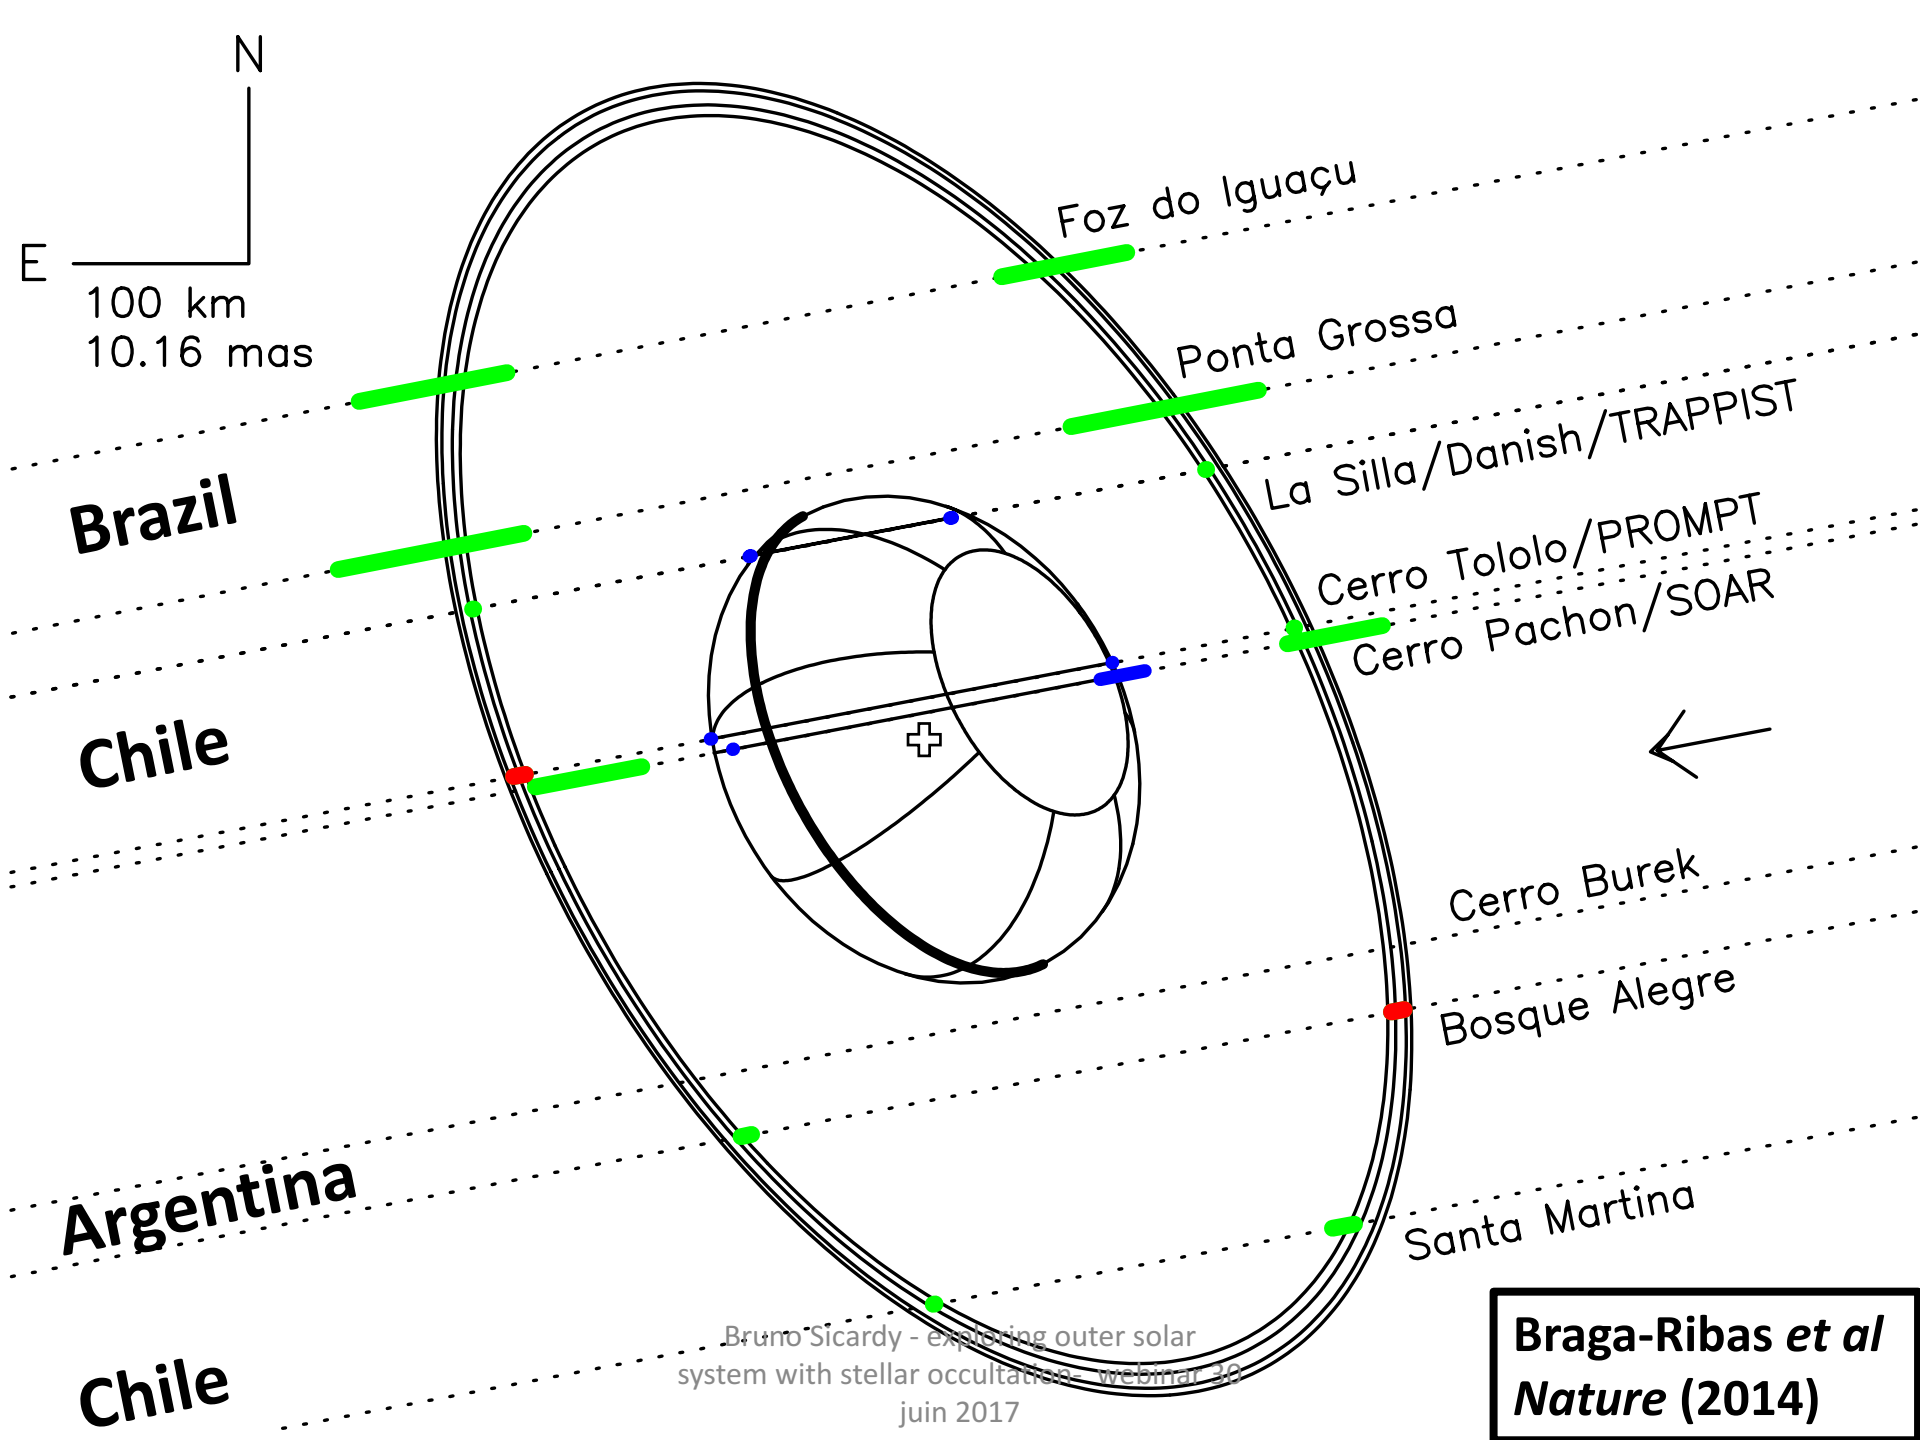 N
E
100 km
10.16 mas
Foz do Iguaçu
Ponta Grossa
La Silla/Danish/TRAPPIST
Brazil
Cerro Tololo/PROMPT
Cerro Pachon/SOAR
Chile
Cerro Burek
Bosque Alegre
Argentina
Santa Martina
Chile
Bruno Sicardy - exploring outer solar
system with stellar occultation- webinar 30
juin 2017
Braga-Ribas et al
Nature (2014)